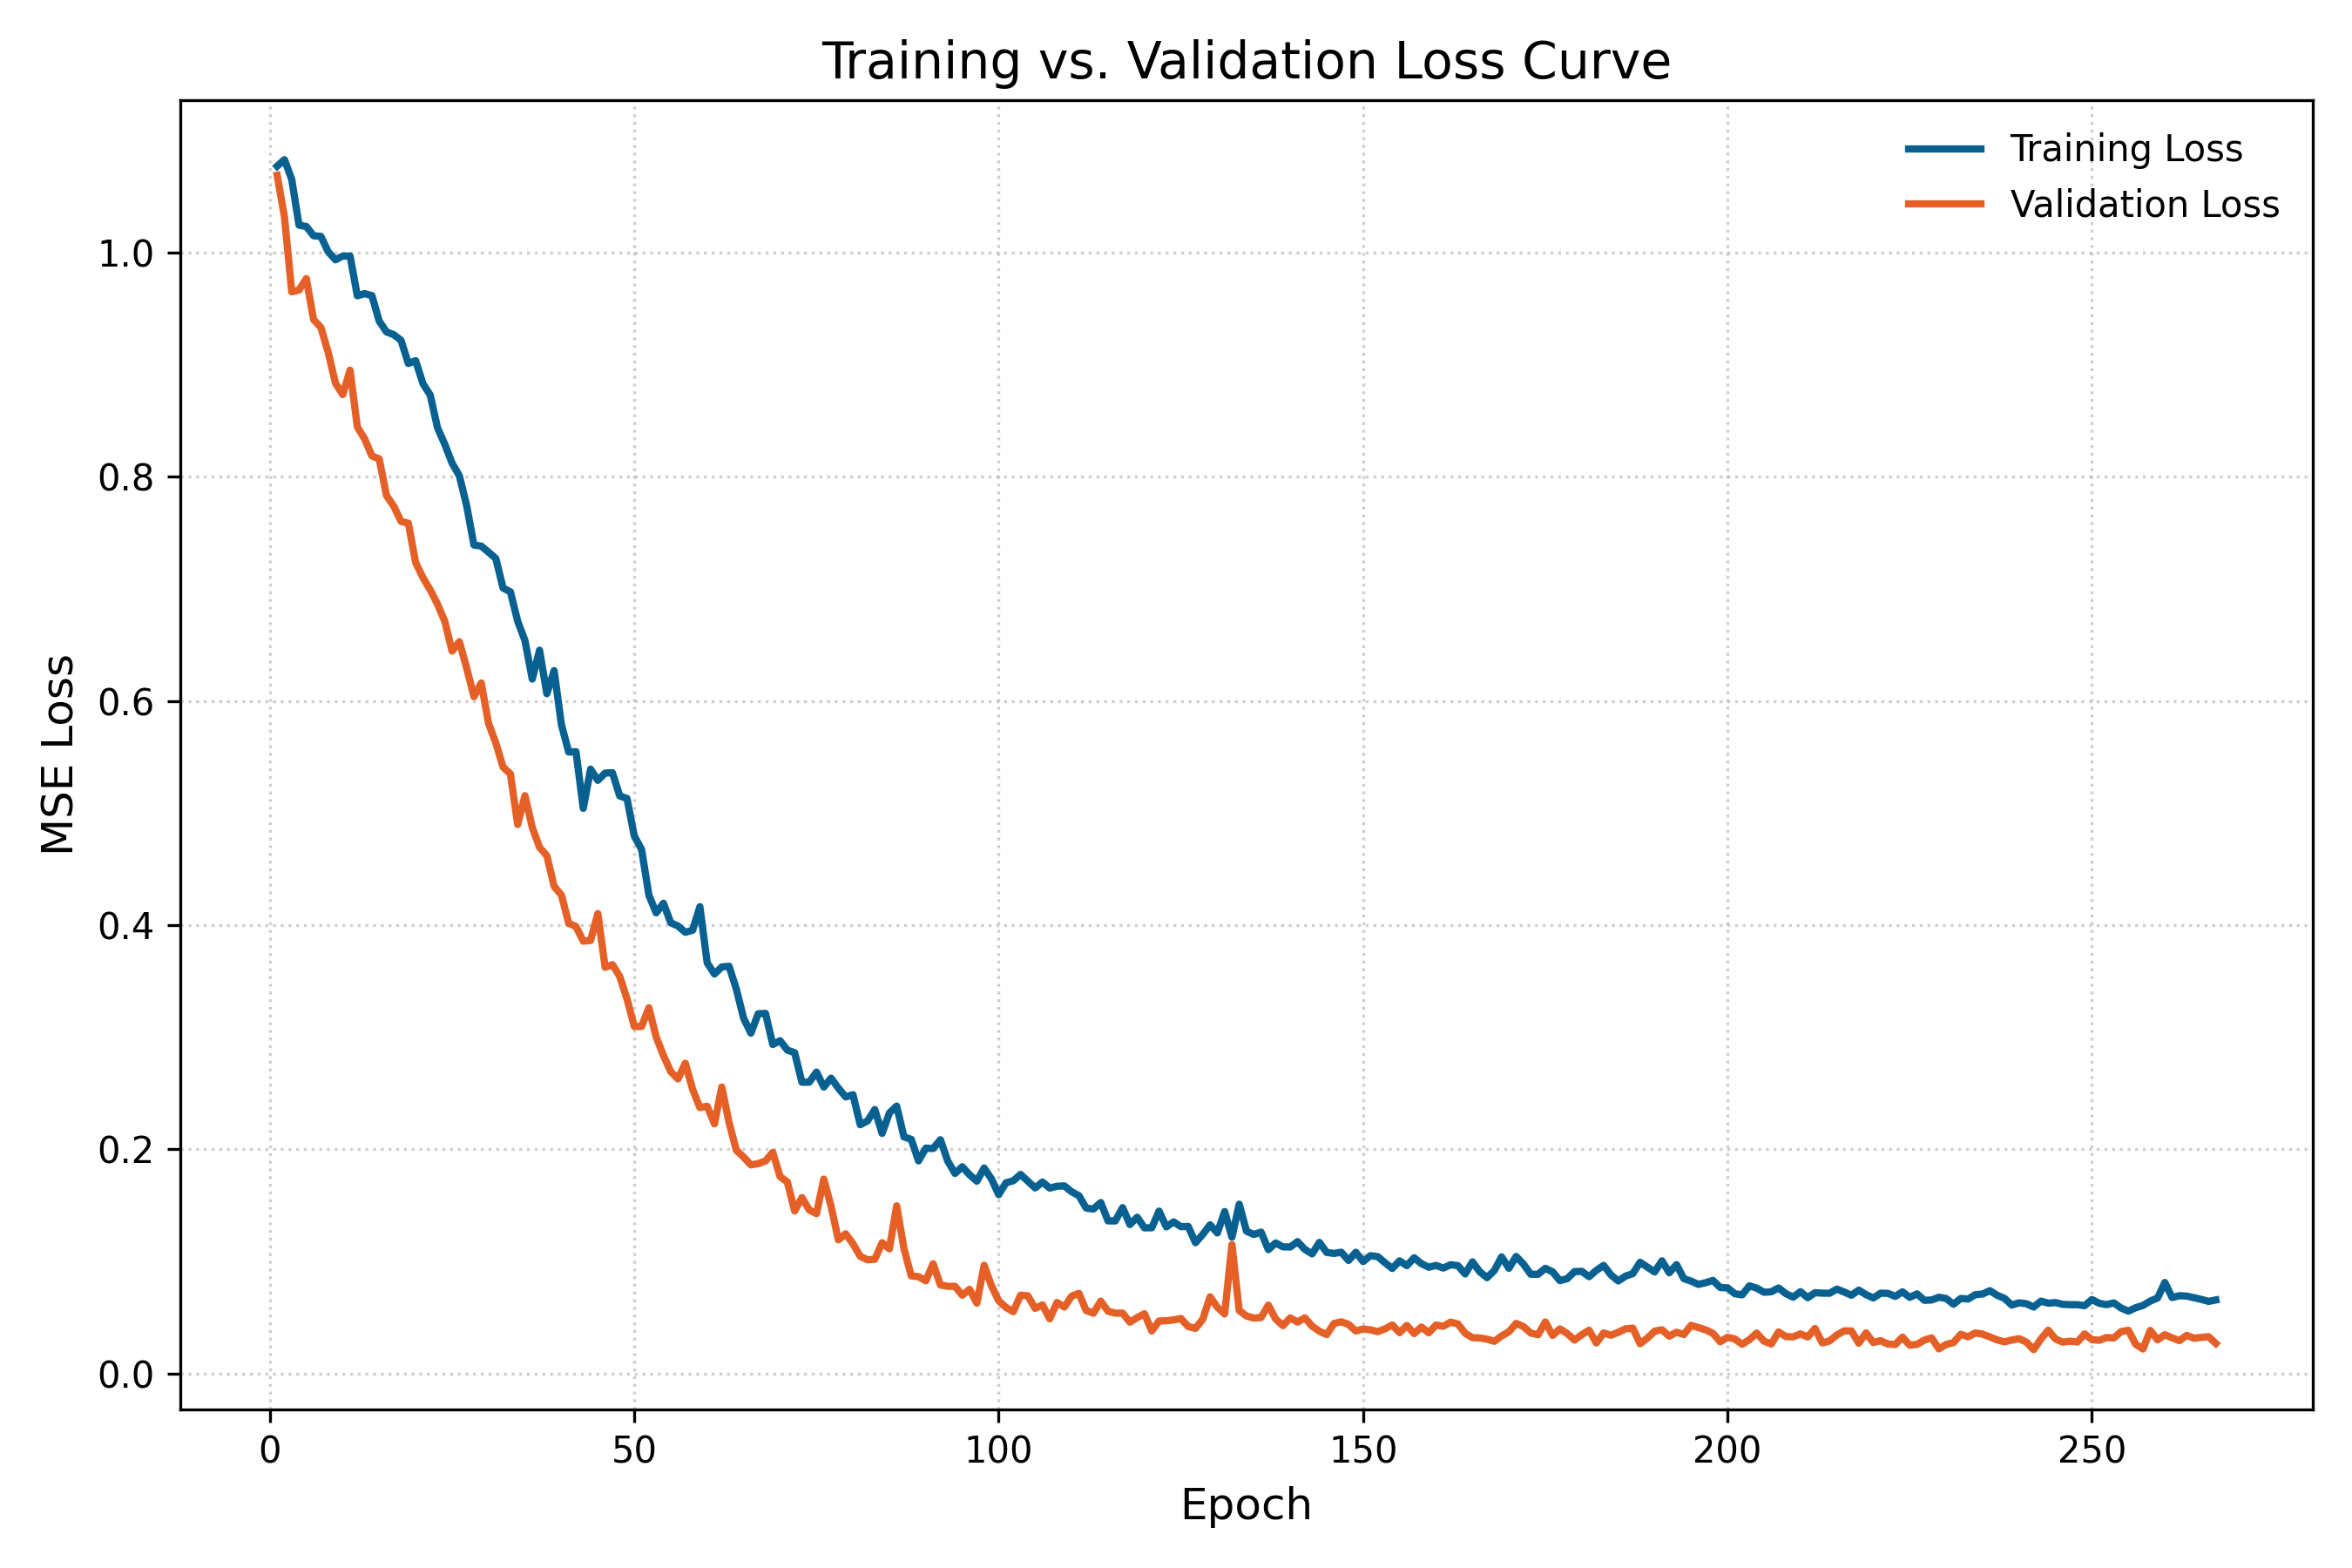 Training vs. Validation Loss Curve
Training Loss
Validation Loss
1.0
0.8
0.6
0.4
0.2
0.0
MSE Loss
0 50 100 150 200 250
Epoch